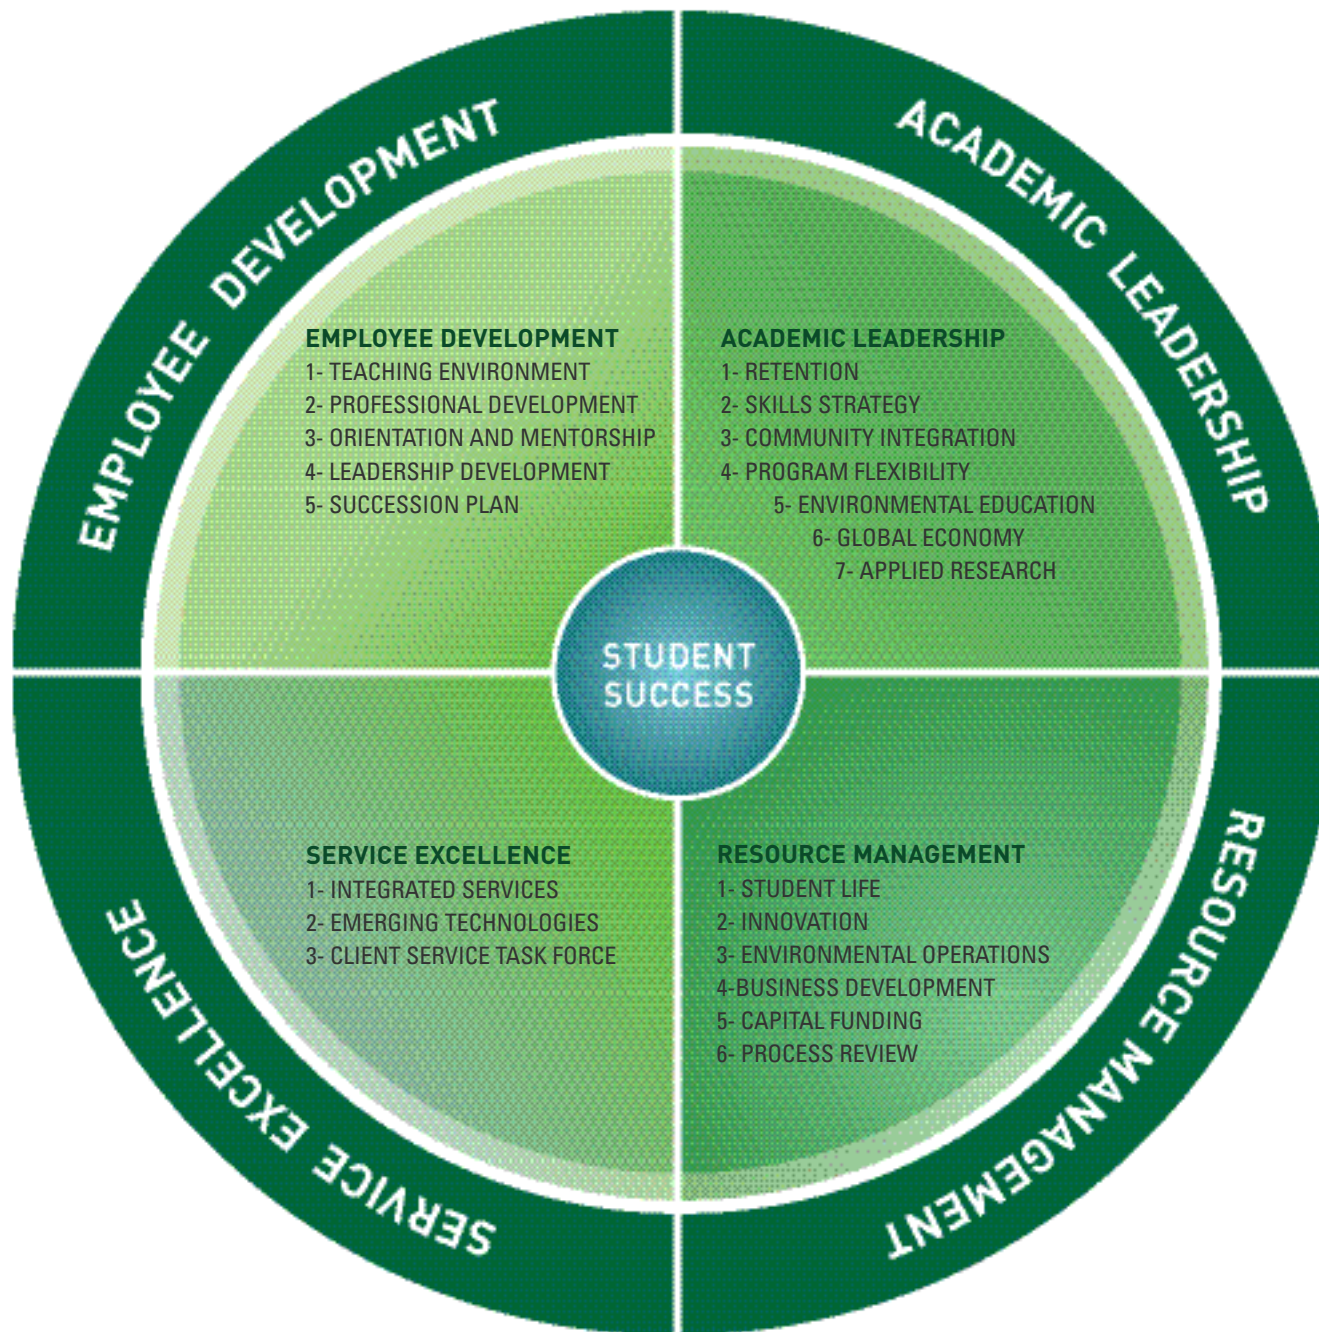 EMPLOYEE DEVELOPMENT
ACADEMIC LEADERSHIP
EMPLOYEE DEVELOPMENT
1- TEACHING ENVIRONMENT
2- PROFESSIONAL DEVELOPMENT
3- ORIENTATION AND MENTORSHIP
4- LEADERSHIP DEVELOPMENT
5- SUCCESSION PLAN
ACADEMIC LEADERSHIP
1- RETENTION
2- SKILLS STRATEGY
3- COMMUNITY INTEGRATION
4- PROGRAM FLEXIBILITY
5- ENVIRONMENTAL EDUCATION
6- GLOBAL ECONOMY
7- APPLIED RESEARCH
STUDENT
SUCCESS
SERVICE EXCELLENCE
1- INTEGRATED SERVICES
2- EMERGING TECHNOLOGIES
3- CLIENT SERVICE TASK FORCE
RESOURCE MANAGEMENT
1- STUDENT LIFE
2- INNOVATION
3- ENVIRONMENTAL OPERATIONS
4-BUSINESS DEVELOPMENT
5- CAPITAL FUNDING
6- PROCESS REVIEW
SERVICE EXCELLENCE
RESOURCE MANAGEMENT